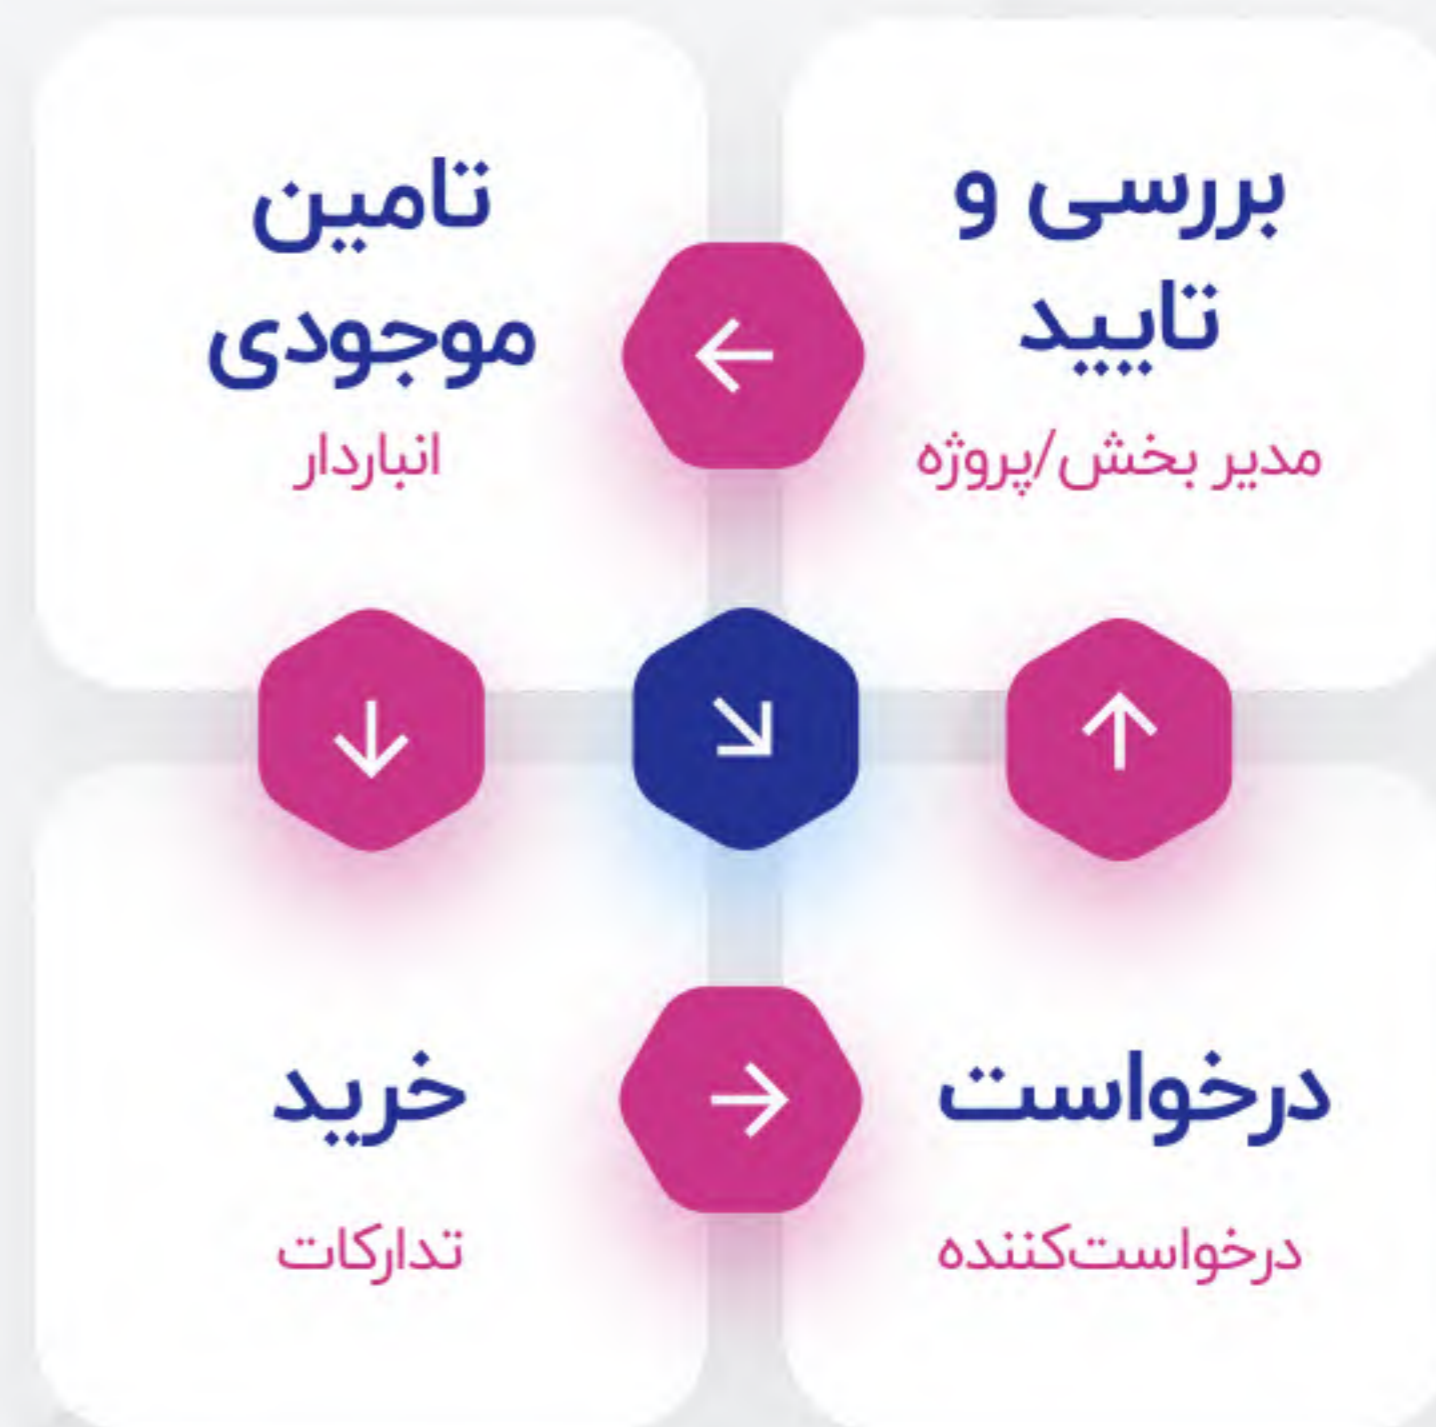 بررسی و
تایید
مدیر بخش/پروژه
تامین
موجودی
انباردار
درخواست
درخواست‌کننده
خرید
تدارکات